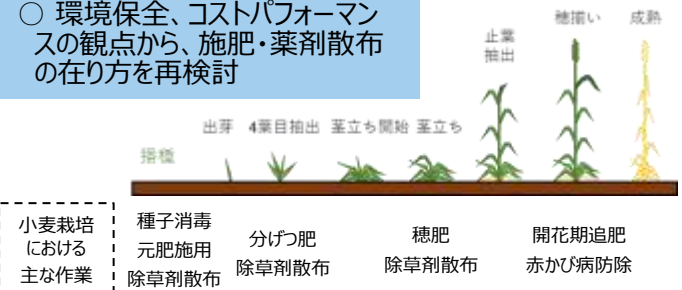 ○ 環境保全、コストパフォーマン
スの観点から、施肥・薬剤散布
の在り方を再検討
穂揃い 成熟
止葉
抽出
出芽 4葉目抽出 茎立ち開始 茎立ち
播種
小麦栽培
における
主な作業
種子消毒
元肥施用
除草剤散布
分げつ肥
除草剤散布
穂肥
除草剤散布
開花期追肥
赤かび病防除